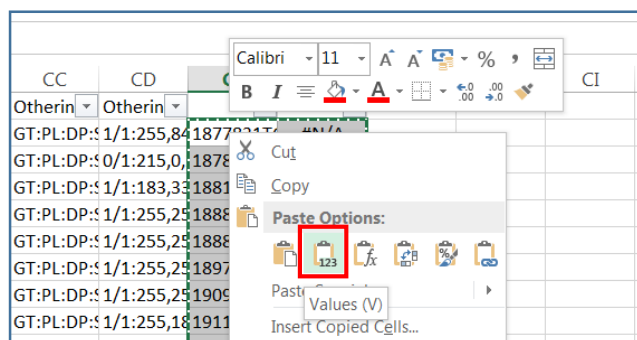 Calibri 11 A A % ,
B I A .00 .00
CC CD CI
Otherin Otherin
GT:PL:DP:S 1/1:255,84 1877821T #N/A
GT:PL:DP:S 0/1:215,0, 1878
GT:PL:DP:S 1/1:183,33 1881
GT:PL:DP:S 1/1:255,25 1888
GT:PL:DP:S 1/1:255,25 1888
GT:PL:DP:S 1/1:255,25 1897
GT:PL:DP:S 1/1:255,25 1909
GT:PL:DP:S 1/1:255,18 1911
Cut
Copy
Paste Options:
123 fx %
Values (V)
Insert Copied Cells...